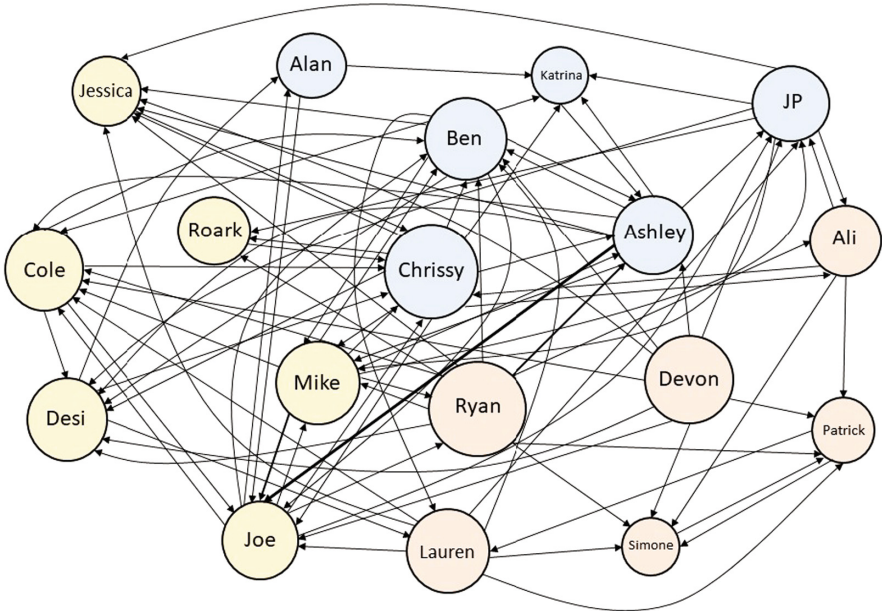 Alan
Katrina
Jessica
JP
Ben
Roark
Ashley
Ali
Cole
Chrissy
Mike
Devon
Ryan
Desi
Patrick
Joe
Simone
Lauren